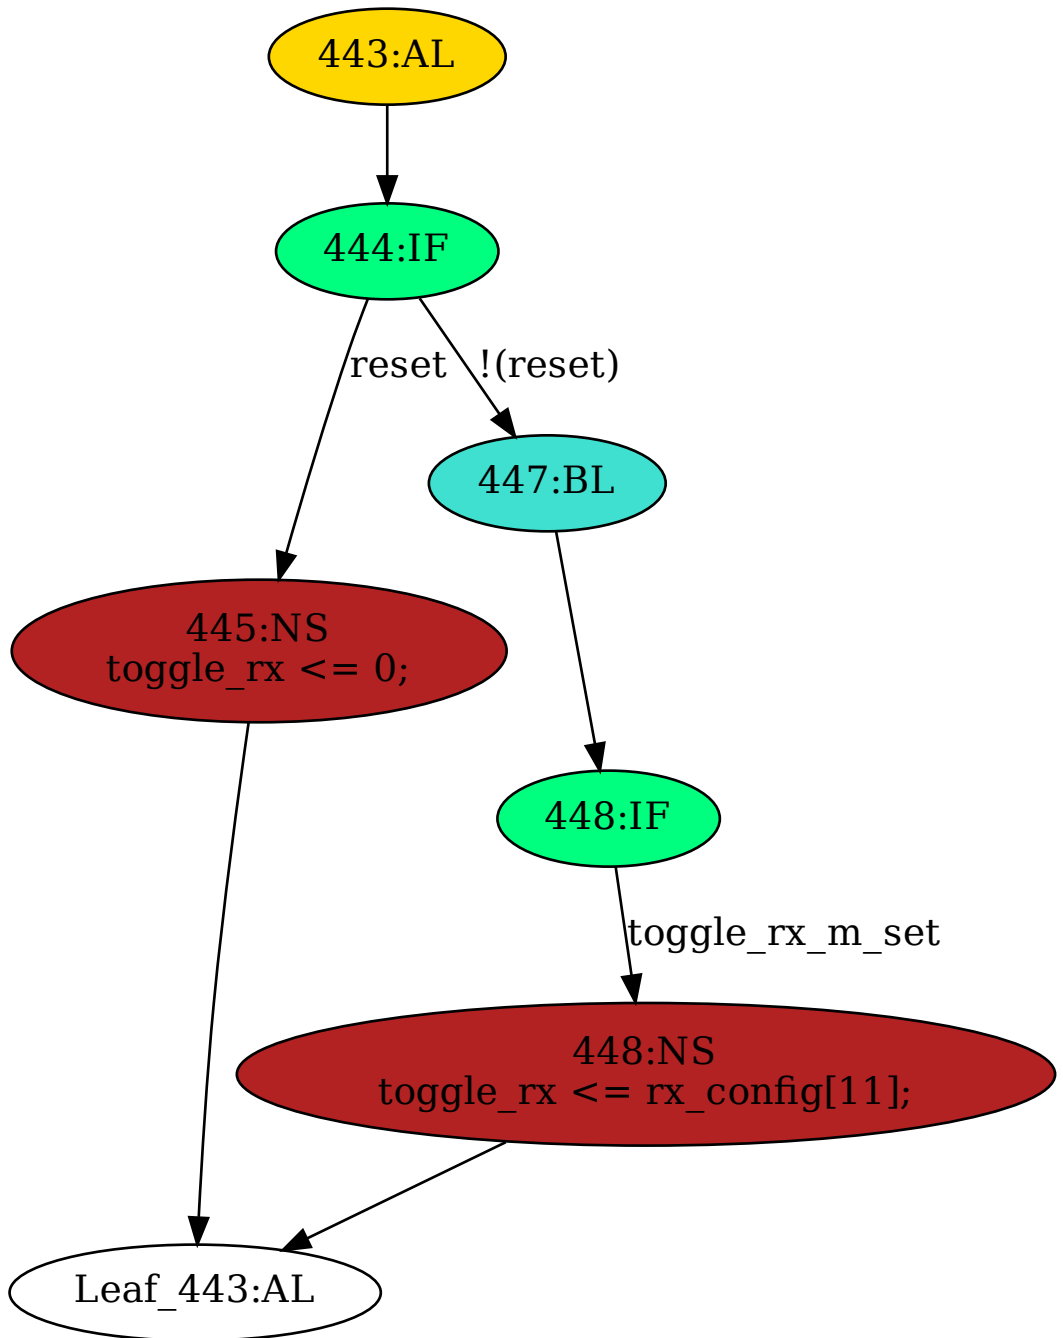 443:AL
444:IF
reset
!(reset)
447:BL
445:NS
toggle_rx <= 0;
448:IF
toggle_rx_m_set
448:NS
toggle_rx <= rx_config[11];
Leaf_443:AL